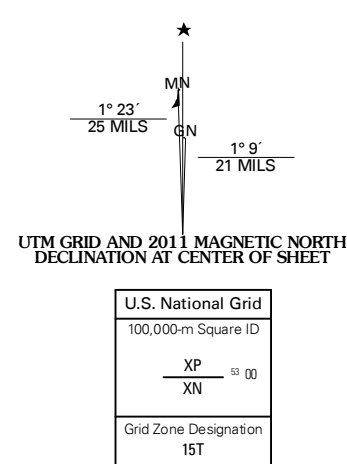 ★
MN
1° 23´
25 MILS
GN
1° 9´
21 MILS
UTM GRID AND 2011 MAGNETIC NORTH
DECLINATION AT CENTER OF SHEET
U.S. National Grid
100,000-m Square ID
XP
53 00
XN
Grid Zone Designation
15T